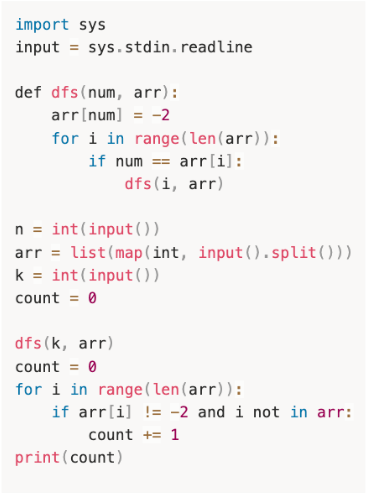 import sys
input = sys.stdin.readline

def dfs(num, arr):
    arr[num] = -2
    for i in range(len(arr)):
        if num == arr[i]:
            dfs(i, arr)

n = int(input())
arr = list(map(int, input().split()))
k = int(input())
count = 0

dfs(k, arr)
count = 0
for i in range(len(arr)):
    if arr[i] != -2 and i not in arr:
        count += 1
print(count)